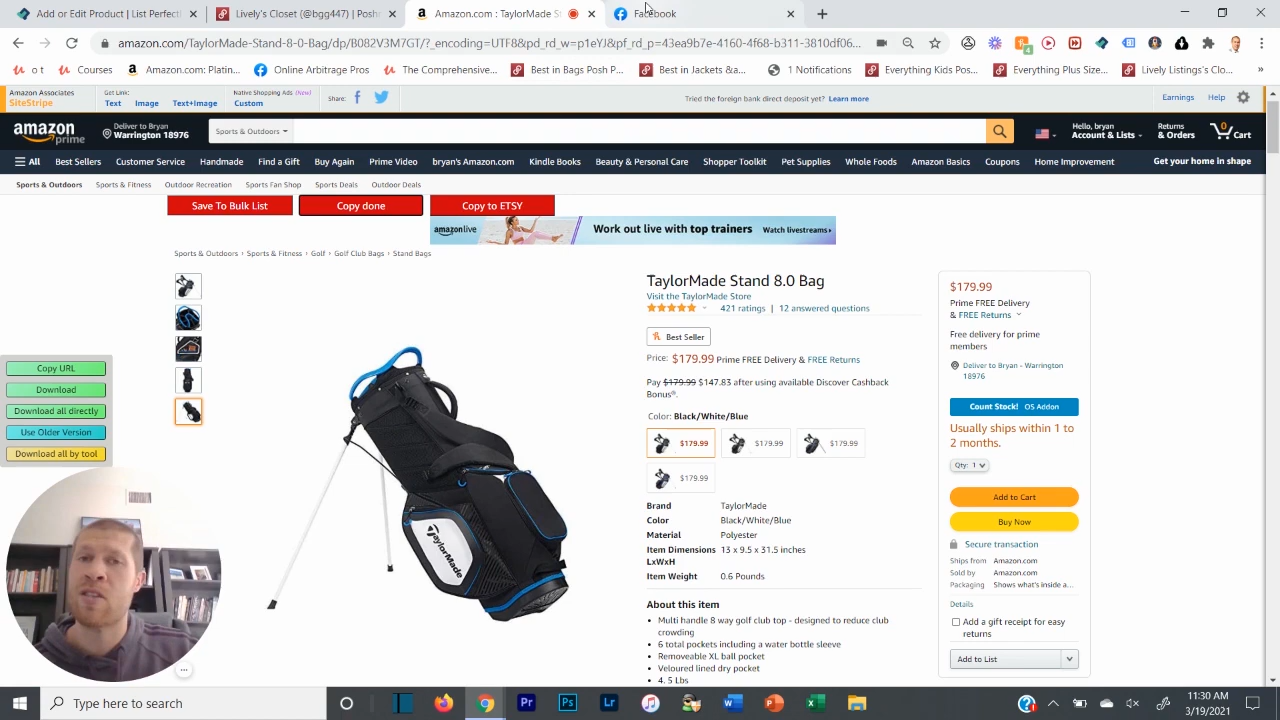 Add "Select to Perfect
Lively's Closet (@bgg447) | Posh
Amazon.com : TaylorMade St
Facebook
amazon.com/TaylorMade-Stand-8-0-Bag/dp/B082V3M7GT/?_encoding=UTF8&pd_rd_w=p1eYJ&pf_rd_p=43ea9b7e-4160-4f68-b311-3810df06...
o t
Courses
Amazon.com: Platin...
Online Arbitrage Pros
The Comprehensive...
Best in Bags Posh P...
Best in Jackets &a...
1 Notifications
Everything Kids Pos...
Everything Plus Size...
Lively Listings's Clo...
»
Amazon Associates
SiteStripe
Get Link:
Text Image Text+Image
Native Shopping Ads (New)
Custom
Share:
Tried the foreign bank direct deposit yet? Learn more
Earnings
Help
amazon
prime
Deliver to Bryan
Warrington 18976
Sports & Outdoors
Hello, bryan
Account & Lists
Returns
& Orders
0
Cart
All Best Sellers Customer Service Handmade Find a Gift Buy Again Prime Video bryan's Amazon.com Kindle Books Beauty & Personal Care Shopper Toolkit Pet Supplies Whole Foods Amazon Basics Coupons Home Improvement
Get your home in shape
Sports & Outdoors Sports & Fitness Outdoor Recreation Sports Fan Shop Sports Deals Outdoor Deals
Save To Bulk List
Copy done
Copy to ETSY
amazonlive
Work out live with top trainers
Watch livestreams ›
Sports & Outdoors › Sports & Fitness › Golf › Golf Club Bags › Stand Bags
Copy URL
Download
Download all directly
Use Older Version
Download all by tool
TaylorMade
TaylorMade Stand 8.0 Bag
Visit the TaylorMade Store
421 ratings | 12 answered questions
Best Seller
Price: $179.99 Prime FREE Delivery & FREE Returns
Pay $179.99 $147.83 after using available Discover Cashback
Bonus*.
Color: Black/White/Blue
$179.99
$179.99
$179.99
$179.99
Brand TaylorMade
Color Black/White/Blue
Material Polyester
Item Dimensions 13 x 9.5 x 31.5 inches
LxWxH
Item Weight 0.6 Pounds
About this item
• Multi handle 8 way golf club top - designed to reduce club
crowding
• 6 total pockets including a water bottle sleeve
• Removeable XL ball pocket
• Veloured lined dry pocket
• 4. 5 Lbs
$179.99
Prime FREE Delivery
& FREE Returns
Free delivery for prime
members
Deliver to Bryan - Warrington
18976
Count Stock! OS Addon
Usually ships within 1 to
2 months.
Qty: 1
Add to Cart
Buy Now
Secure transaction
Ships from Amazon.com
Sold by Amazon.com
Packaging Shows what's inside a...
Details
Add a gift receipt for easy
returns
Add to List
Type here to search
11:30 AM
3/19/2021